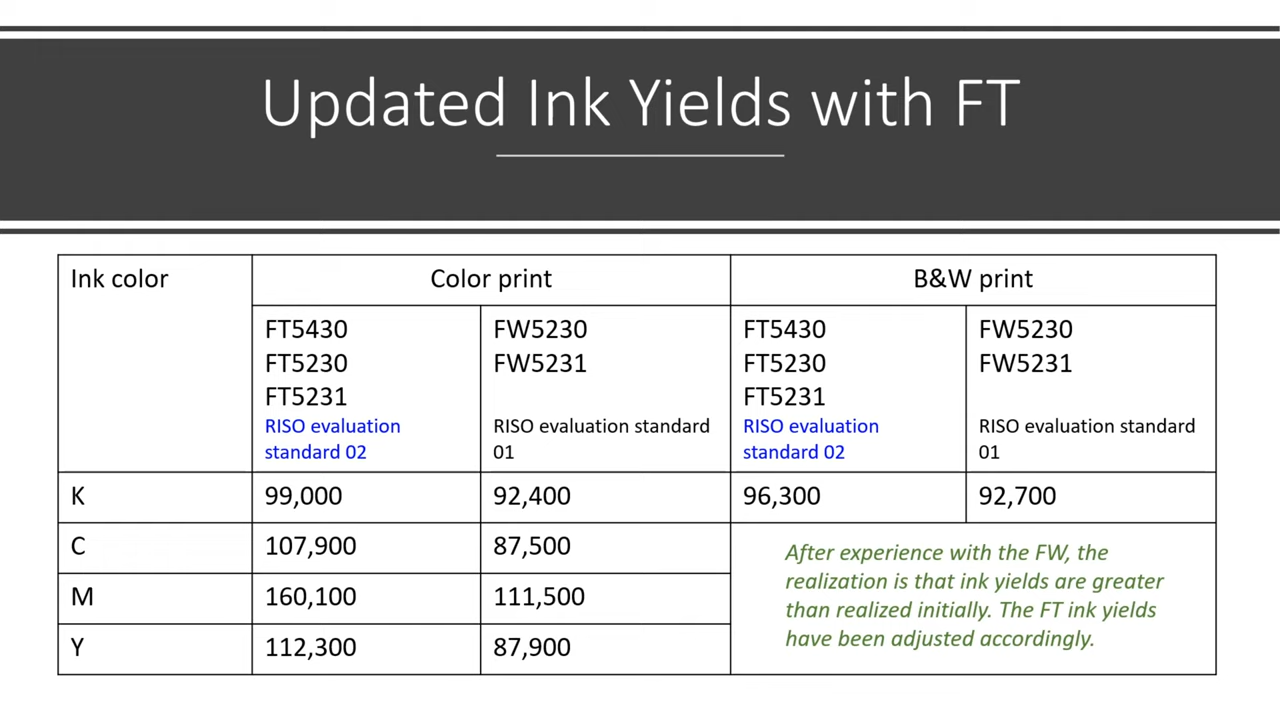 Updated Ink Yields with FT
Ink color
Color print
B&W print
FT5430
FT5230
FT5231
RISO evaluation
standard 02
FW5230
FW5231
RISO evaluation standard
01
FT5430
FT5230
FT5231
RISO evaluation
standard 02
FW5230
FW5231
RISO evaluation standard
01
K
99,000
92,400
96,300
92,700
C
107,900
87,500
M
160,100
111,500
Y
112,300
87,900
After experience with the FW, the
realization is that ink yields are greater
than realized initially. The FT ink yields
have been adjusted accordingly.